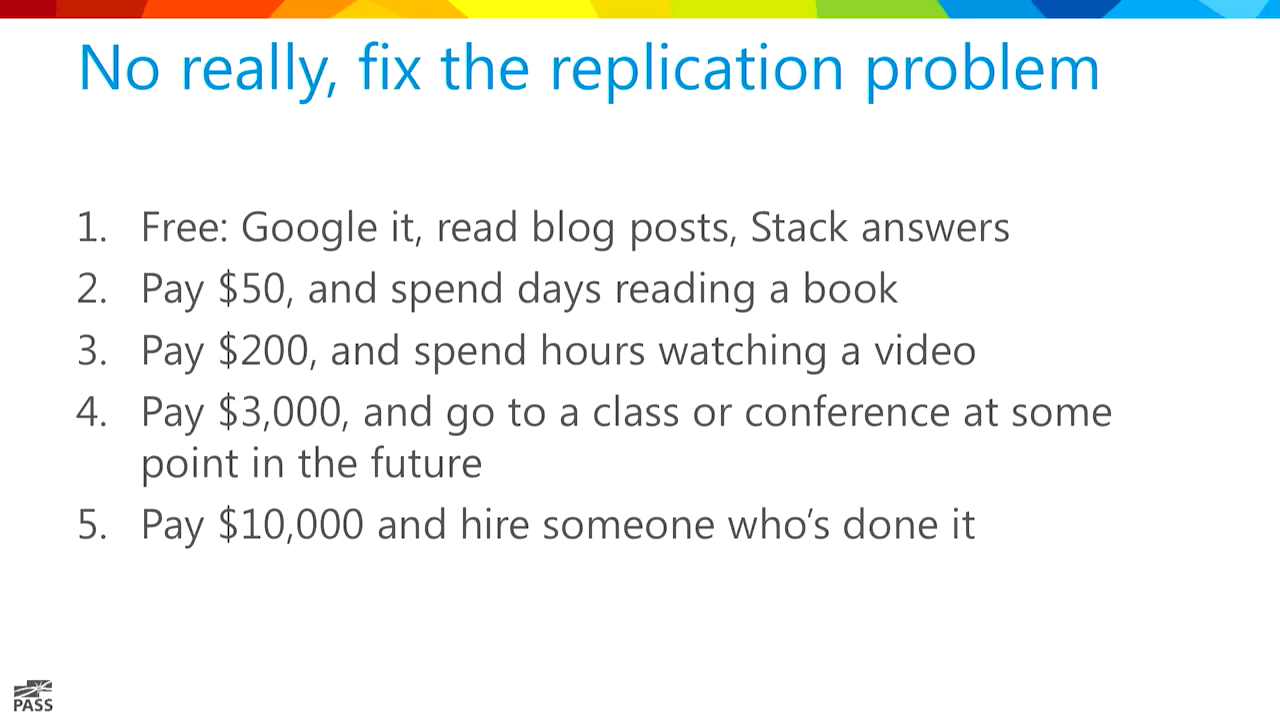 No really, fix the replication problem
1. Free: Google it, read blog posts, Stack answers
2. Pay $50, and spend days reading a book
3. Pay $200, and spend hours watching a video
4. Pay $3,000, and go to a class or conference at some
point in the future
5. Pay $10,000 and hire someone who’s done it
PASS